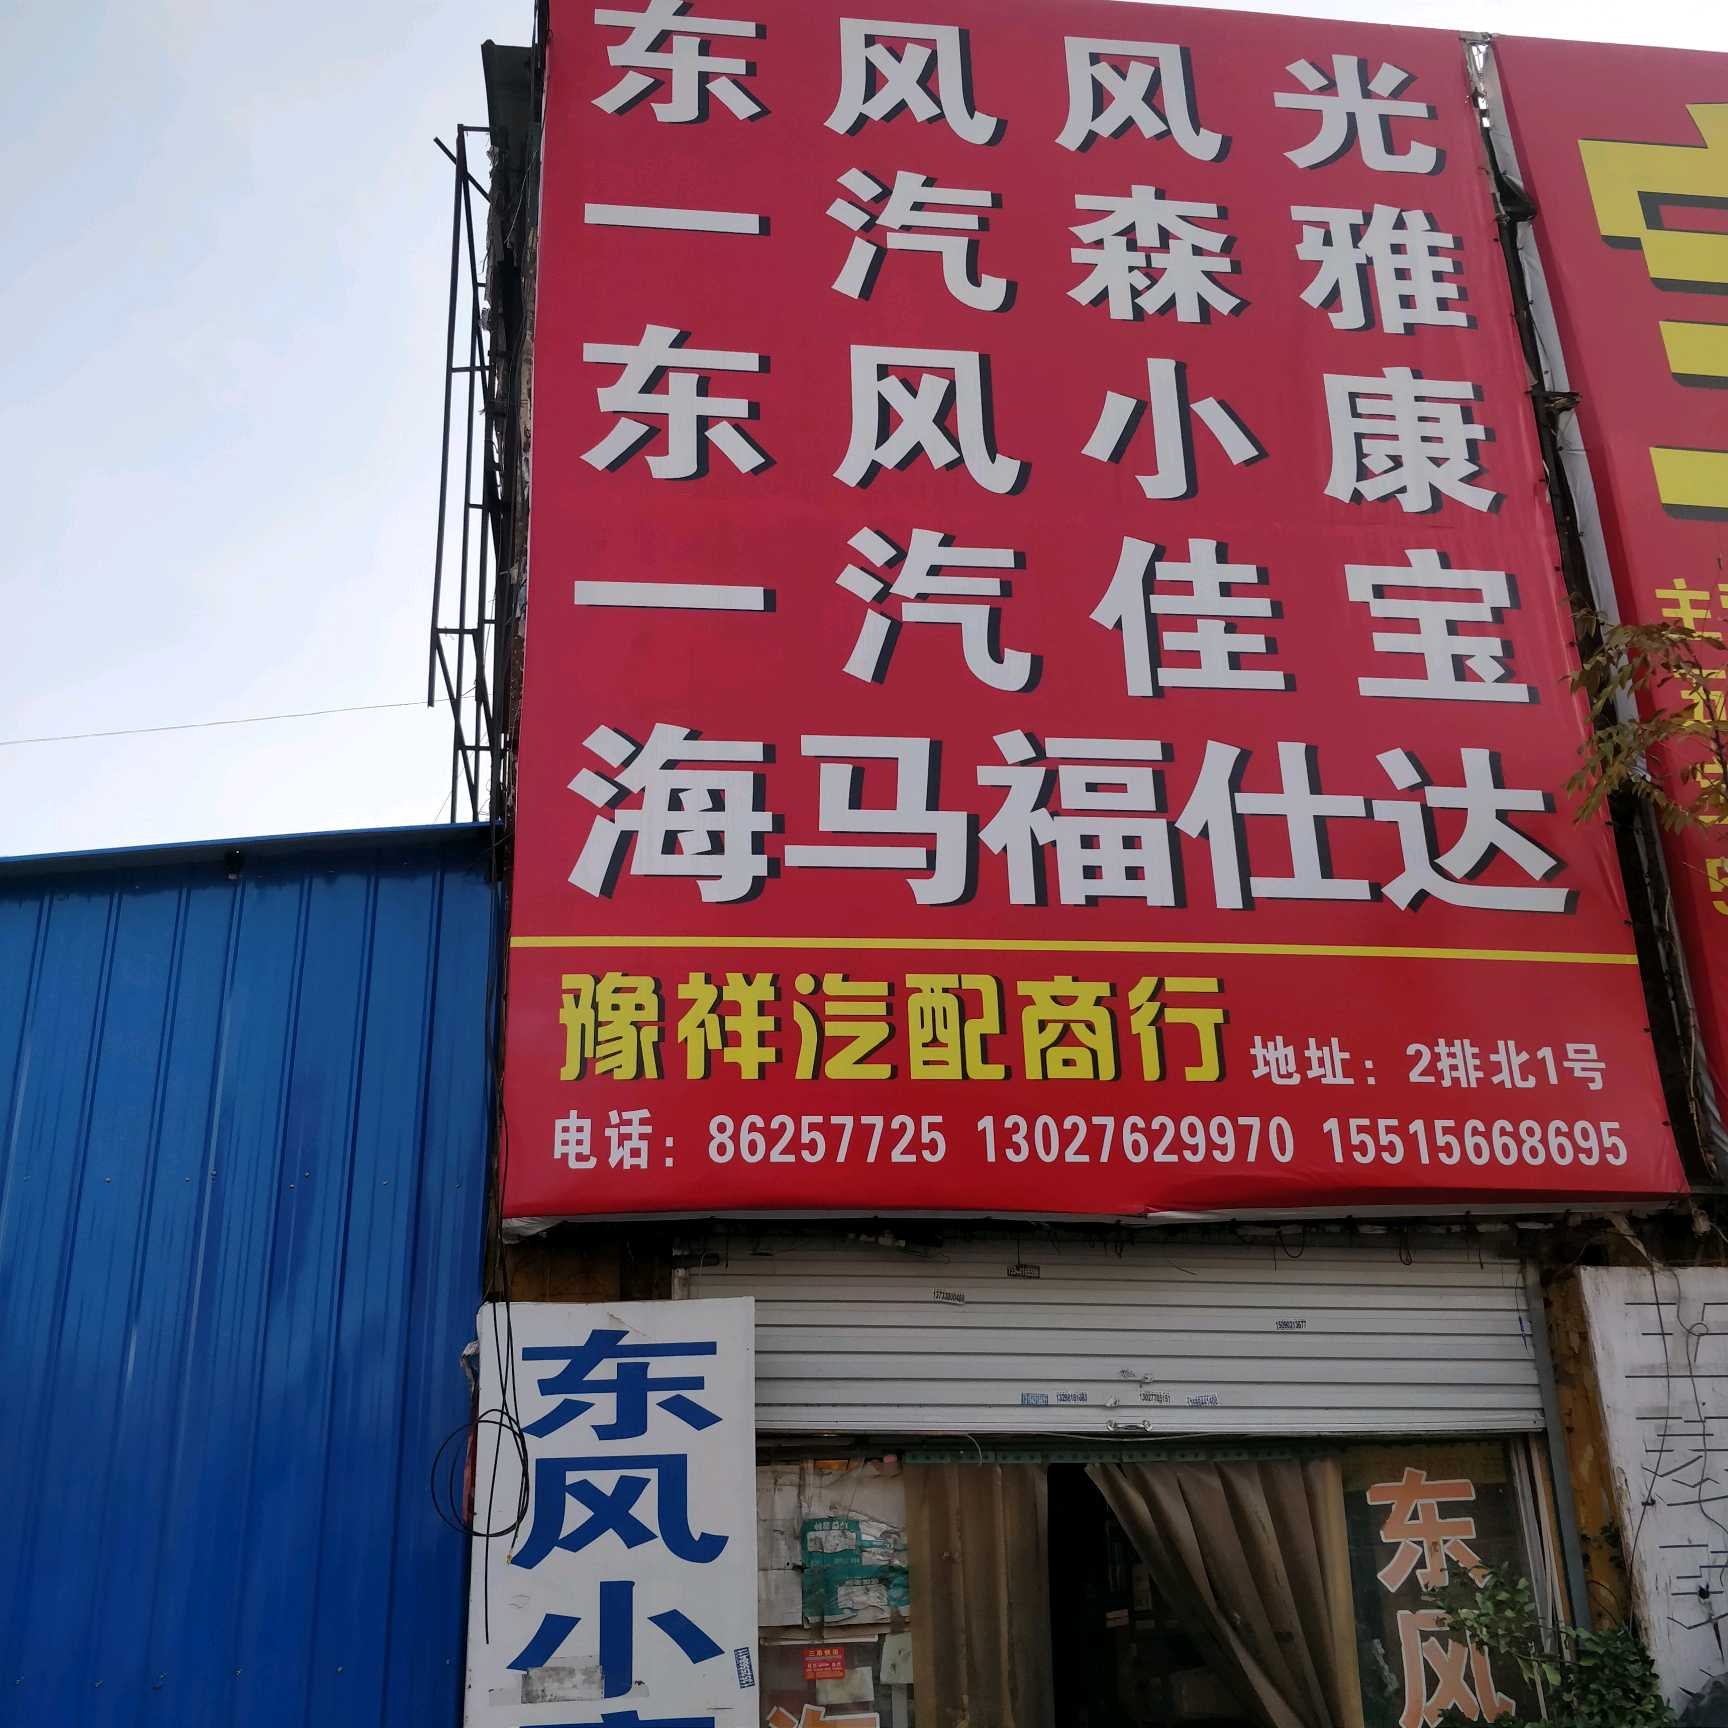 东风风光
一汽森雅
东风小康
一汽佳宝
海马福仕达
豫祥汽配商行
地址：2排北1号
电话：86257725 13027629970 15515668695
东风小
东风
海